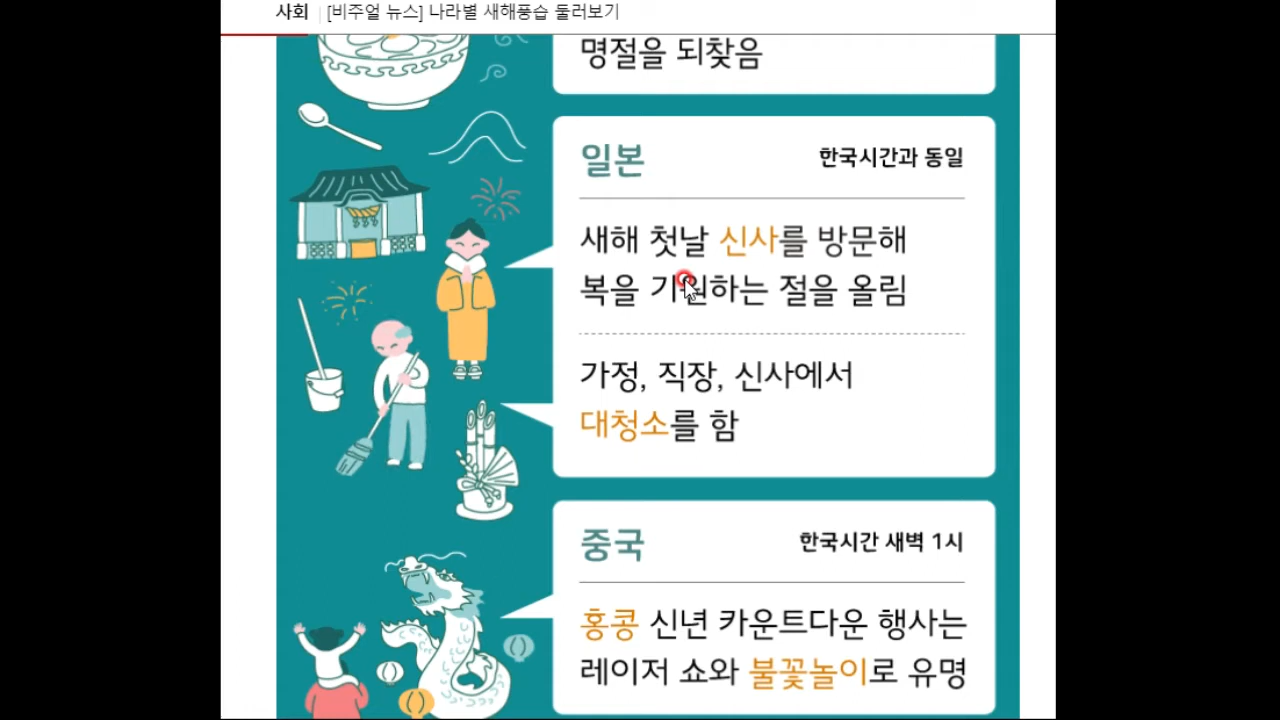 사회 [비주얼 뉴스] 나라별 새해풍습 둘러보기
명절을 되찾음
일본 한국시간과 동일
새해 첫날 신사를 방문해
복을 기원하는 절을 올림
가정, 직장, 신사에서
대청소를 함
중국 한국시간 새벽 1시
홍콩 신년 카운트다운 행사는
레이저 쇼와 불꽃놀이로 유명